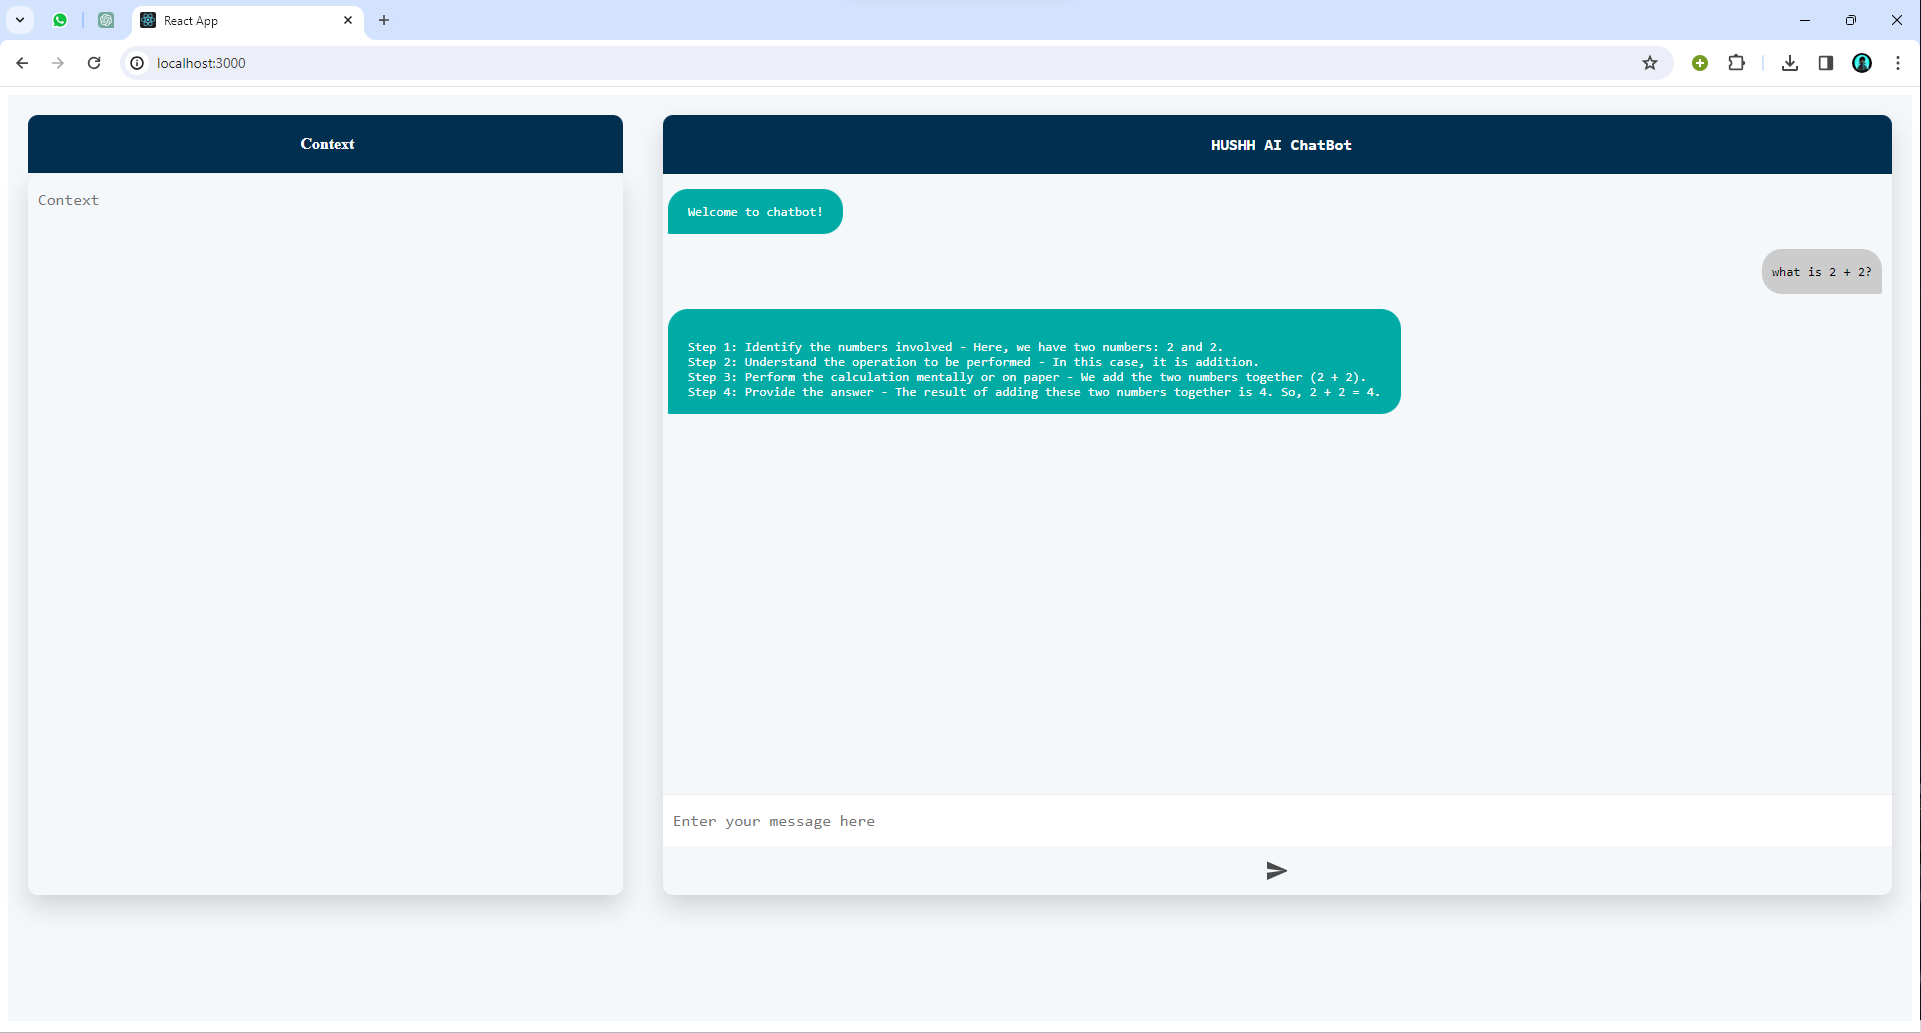 React App
localhost:3000
Context
Context
HUSHH AI ChatBot
Welcome to chatbot!
what is 2 + 2?
Step 1: Identify the numbers involved - Here, we have two numbers: 2 and 2.
Step 2: Understand the operation to be performed - In this case, it is addition.
Step 3: Perform the calculation mentally or on paper - We add the two numbers together (2 + 2).
Step 4: Provide the answer - The result of adding these two numbers together is 4. So, 2 + 2 = 4.
Enter your message here